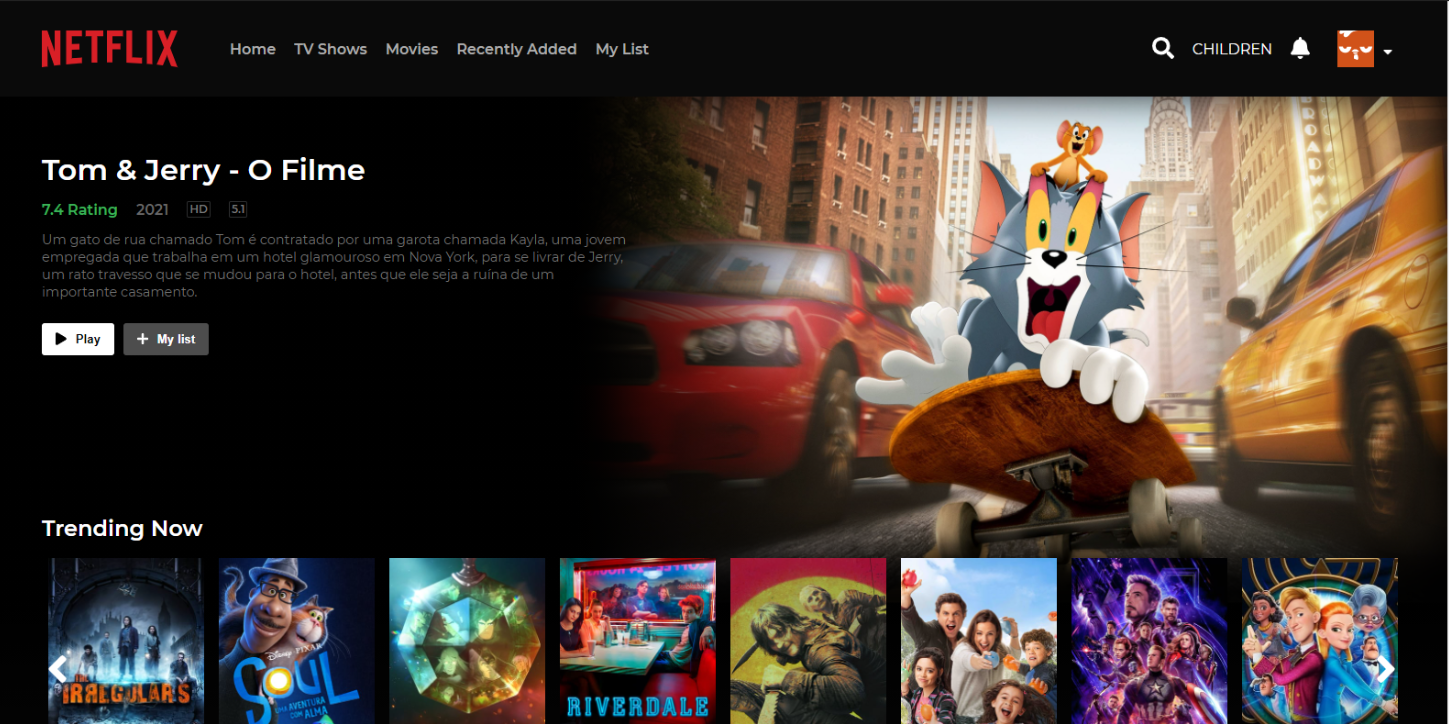 NETFLIX
Home TV Shows Movies Recently Added My List
CHILDREN
Tom & Jerry - O Filme
7.4 Rating 2021 HD 5.1
Um gato de rua chamado Tom é contratado por uma garota chamada Kayla, uma jovem
empregada que trabalha em um hotel glamouroso em Nova York, para se livrar de Jerry,
um rato travesso que se mudou para o hotel, antes que ele seja a ruína de um
importante casamento.
Play
My list
ROADWAY
Trending Now
THE
IRREGULARS
Disney PIXAR
SOUL
UMA AVENTURA
COM ALMA
RIVERDALE